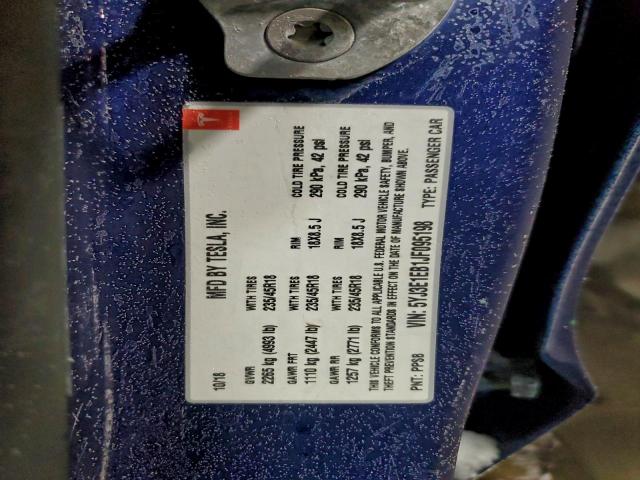 10/18 MFD BY TESLA, INC.
GVWR WITH TIRES RIM COLD TIRE PRESSURE
2265 kg (4993 lb) 235/45R18 18X8.5 J 290 kPa, 42 psi
GAWR FRT WITH TIRES RIM COLD TIRE PRESSURE
1110 kg (2447 lb) 235/45R18 18X8.5 J 290 kPa, 42 psi
GAWR RR
1257 kg (2771 lb) 235/45R18
THIS VEHICLE CONFORMS TO ALL APPLICABLE U.S. FEDERAL MOTOR VEHICLE SAFETY, BUMPER, AND
THEFT PREVENTION STANDARDS IN EFFECT ON THE DATE OF MANUFACTURE SHOWN ABOVE.
PNT: PPSB VIN: 5YJ3E1EB1JF095198 TYPE: PASSENGER CAR